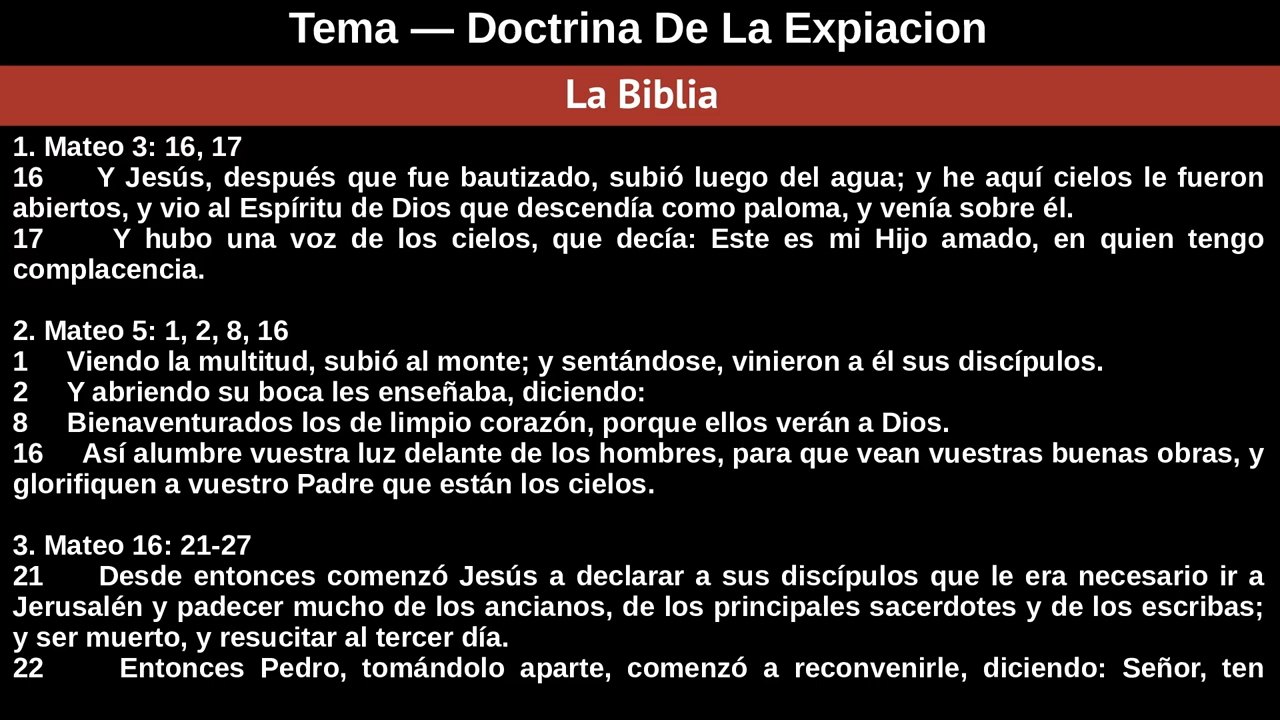 Tema — Doctrina De La Expiacion
La Biblia
1. Mateo 3: 16, 17
16 Y Jesús, después que fue bautizado, subió luego del agua; y he aquí cielos le fueron
abiertos, y vio al Espíritu de Dios que descendía como paloma, y venía sobre él.
17 Y hubo una voz de los cielos, que decía: Este es mi Hijo amado, en quien tengo
complacencia.
2. Mateo 5: 1, 2, 8, 16
1 Viendo la multitud, subió al monte; y sentándose, vinieron a él sus discípulos.
2 Y abriendo su boca les enseñaba, diciendo:
8 Bienaventurados los de limpio corazón, porque ellos verán a Dios.
16 Así alumbre vuestra luz delante de los hombres, para que vean vuestras buenas obras, y
glorifiquen a vuestro Padre que están los cielos.
3. Mateo 16: 21-27
21 Desde entonces comenzó Jesús a declarar a sus discípulos que le era necesario ir a
Jerusalén y padecer mucho de los ancianos, de los principales sacerdotes y de los escribas;
y ser muerto, y resucitar al tercer día.
22 Entonces Pedro, tomándolo aparte, comenzó a reconvenirle, diciendo: Señor, ten